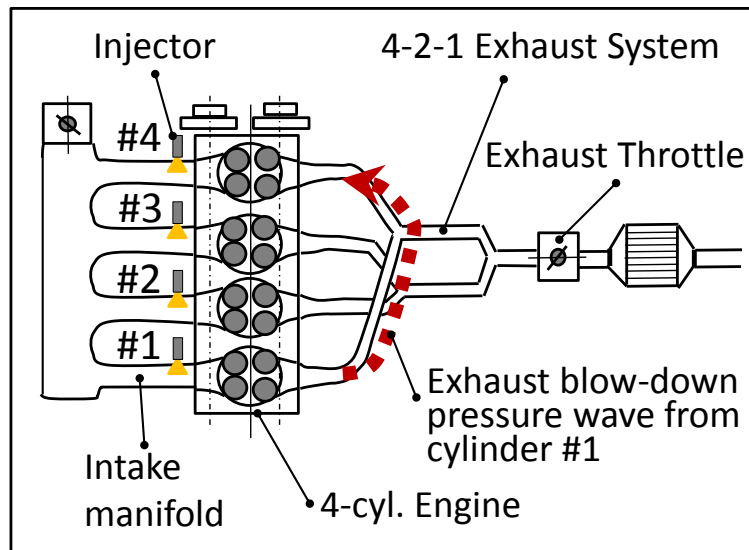 Injector
4-2-1 Exhaust System
Exhaust Throttle
#4
#3
#2
#1
Exhaust blow-down
pressure wave from
cylinder #1
Intake
manifold
4-cyl. Engine